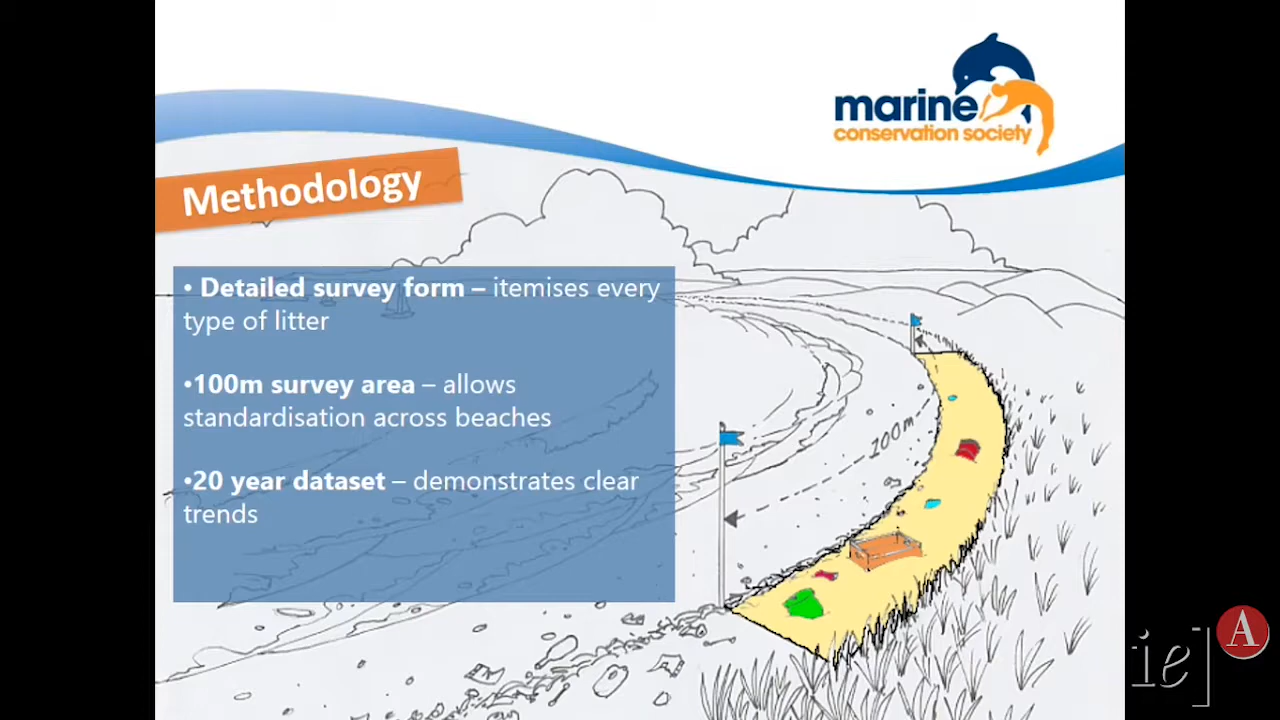 marine
conservation society
Methodology
• Detailed survey form – itemises every
type of litter
•100m survey area – allows
standardisation across beaches
•20 year dataset – demonstrates clear
trends
100m
ie] A